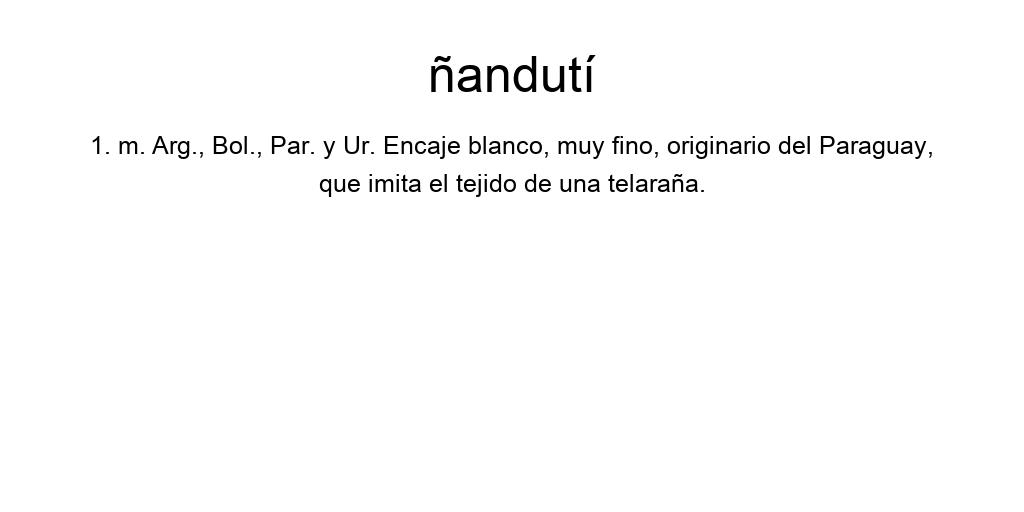 ñandutí
1. m. Arg., Bol., Par. y Ur. Encaje blanco, muy fino, originario del Paraguay,
que imita el tejido de una telaraña.